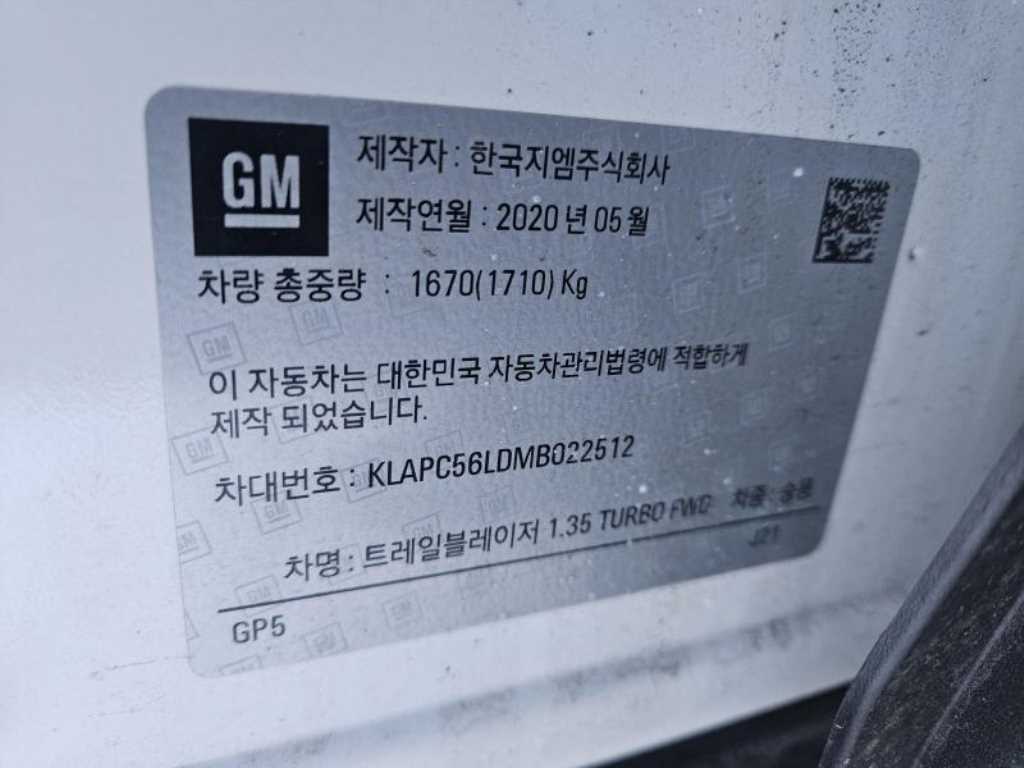 GM
제작자 : 한국지엠주식회사
제작연월 : 2020 년 05 월
차량 총중량 : 1670(1710) Kg
이 자동차는 대한민국 자동차관리법령에 적합하게
제작 되었습니다.
차대번호 : KLAPC56LDMB022512
차명 : 트레일블레이저 1.35 TURBO FWD 차종 : 승용
J21
GP5